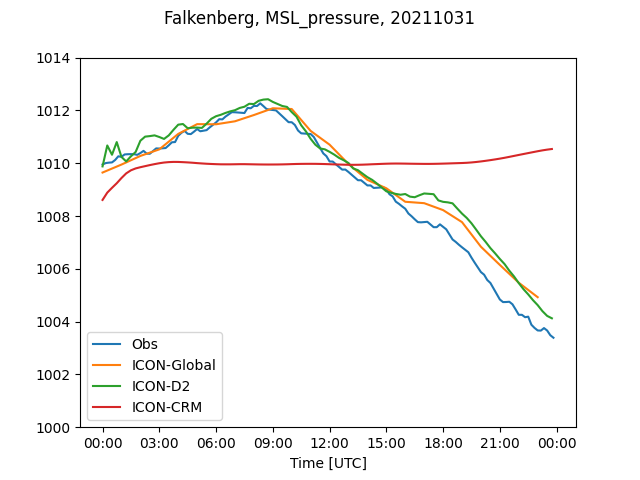 Falkenberg, MSL_pressure, 20211031
1014
1012
1010
1008
1006
1004
1002
1000
Obs
ICON-Global
ICON-D2
ICON-CRM
00:00 03:00 06:00 09:00 12:00 15:00 18:00 21:00 00:00
Time [UTC]